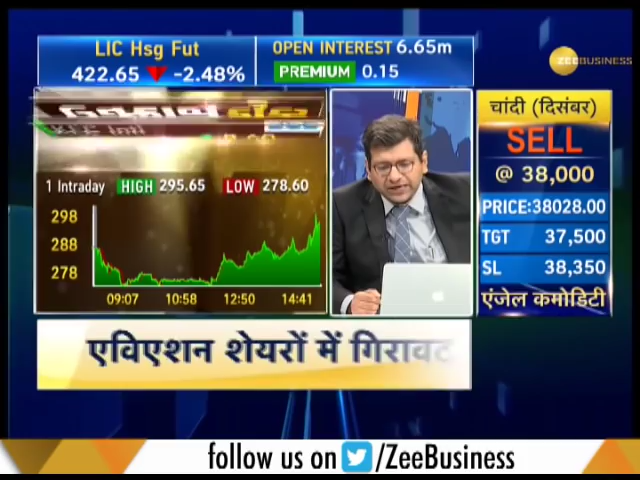 LIC Hsg Fut
422.65 -2.48%
OPEN INTEREST 6.65m
PREMIUM 0.15
ZEEBUSINESS
1 Intraday HIGH 295.65 LOW 278.60
298
288
278
09:07 10:58 12:50 14:41
चांदी (दिसंबर)
SELL
@ 38,000
PRICE:38028.00
TGT 37,500
SL 38,350
एंजेल कमोडिटी
एविएशन शेयरों में गिरावट
follow us on /ZeeBusiness